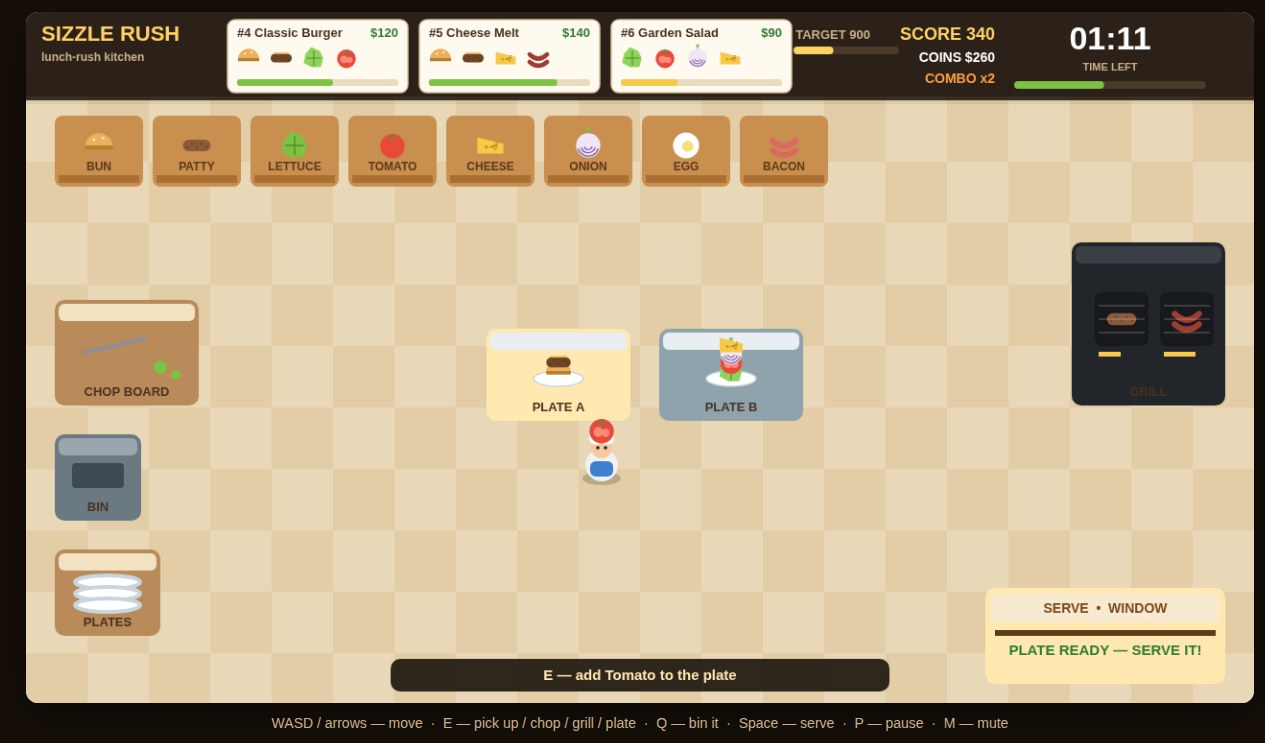 SIZZLE RUSH
lunch-rush kitchen
#4 Classic Burger $120
#5 Cheese Melt $140
#6 Garden Salad $90
TARGET 900
SCORE 340
COINS $260
COMBO x2
01:11
TIME LEFT
BUN
PATTY
LETTUCE
TOMATO
CHEESE
ONION
EGG
BACON
CHOP BOARD
PLATE A
PLATE B
GRILL
BIN
PLATES
SERVE • WINDOW
PLATE READY — SERVE IT!
E — add Tomato to the plate
WASD / arrows — move · E — pick up / chop / grill / plate · Q — bin it · Space — serve · P — pause · M — mute